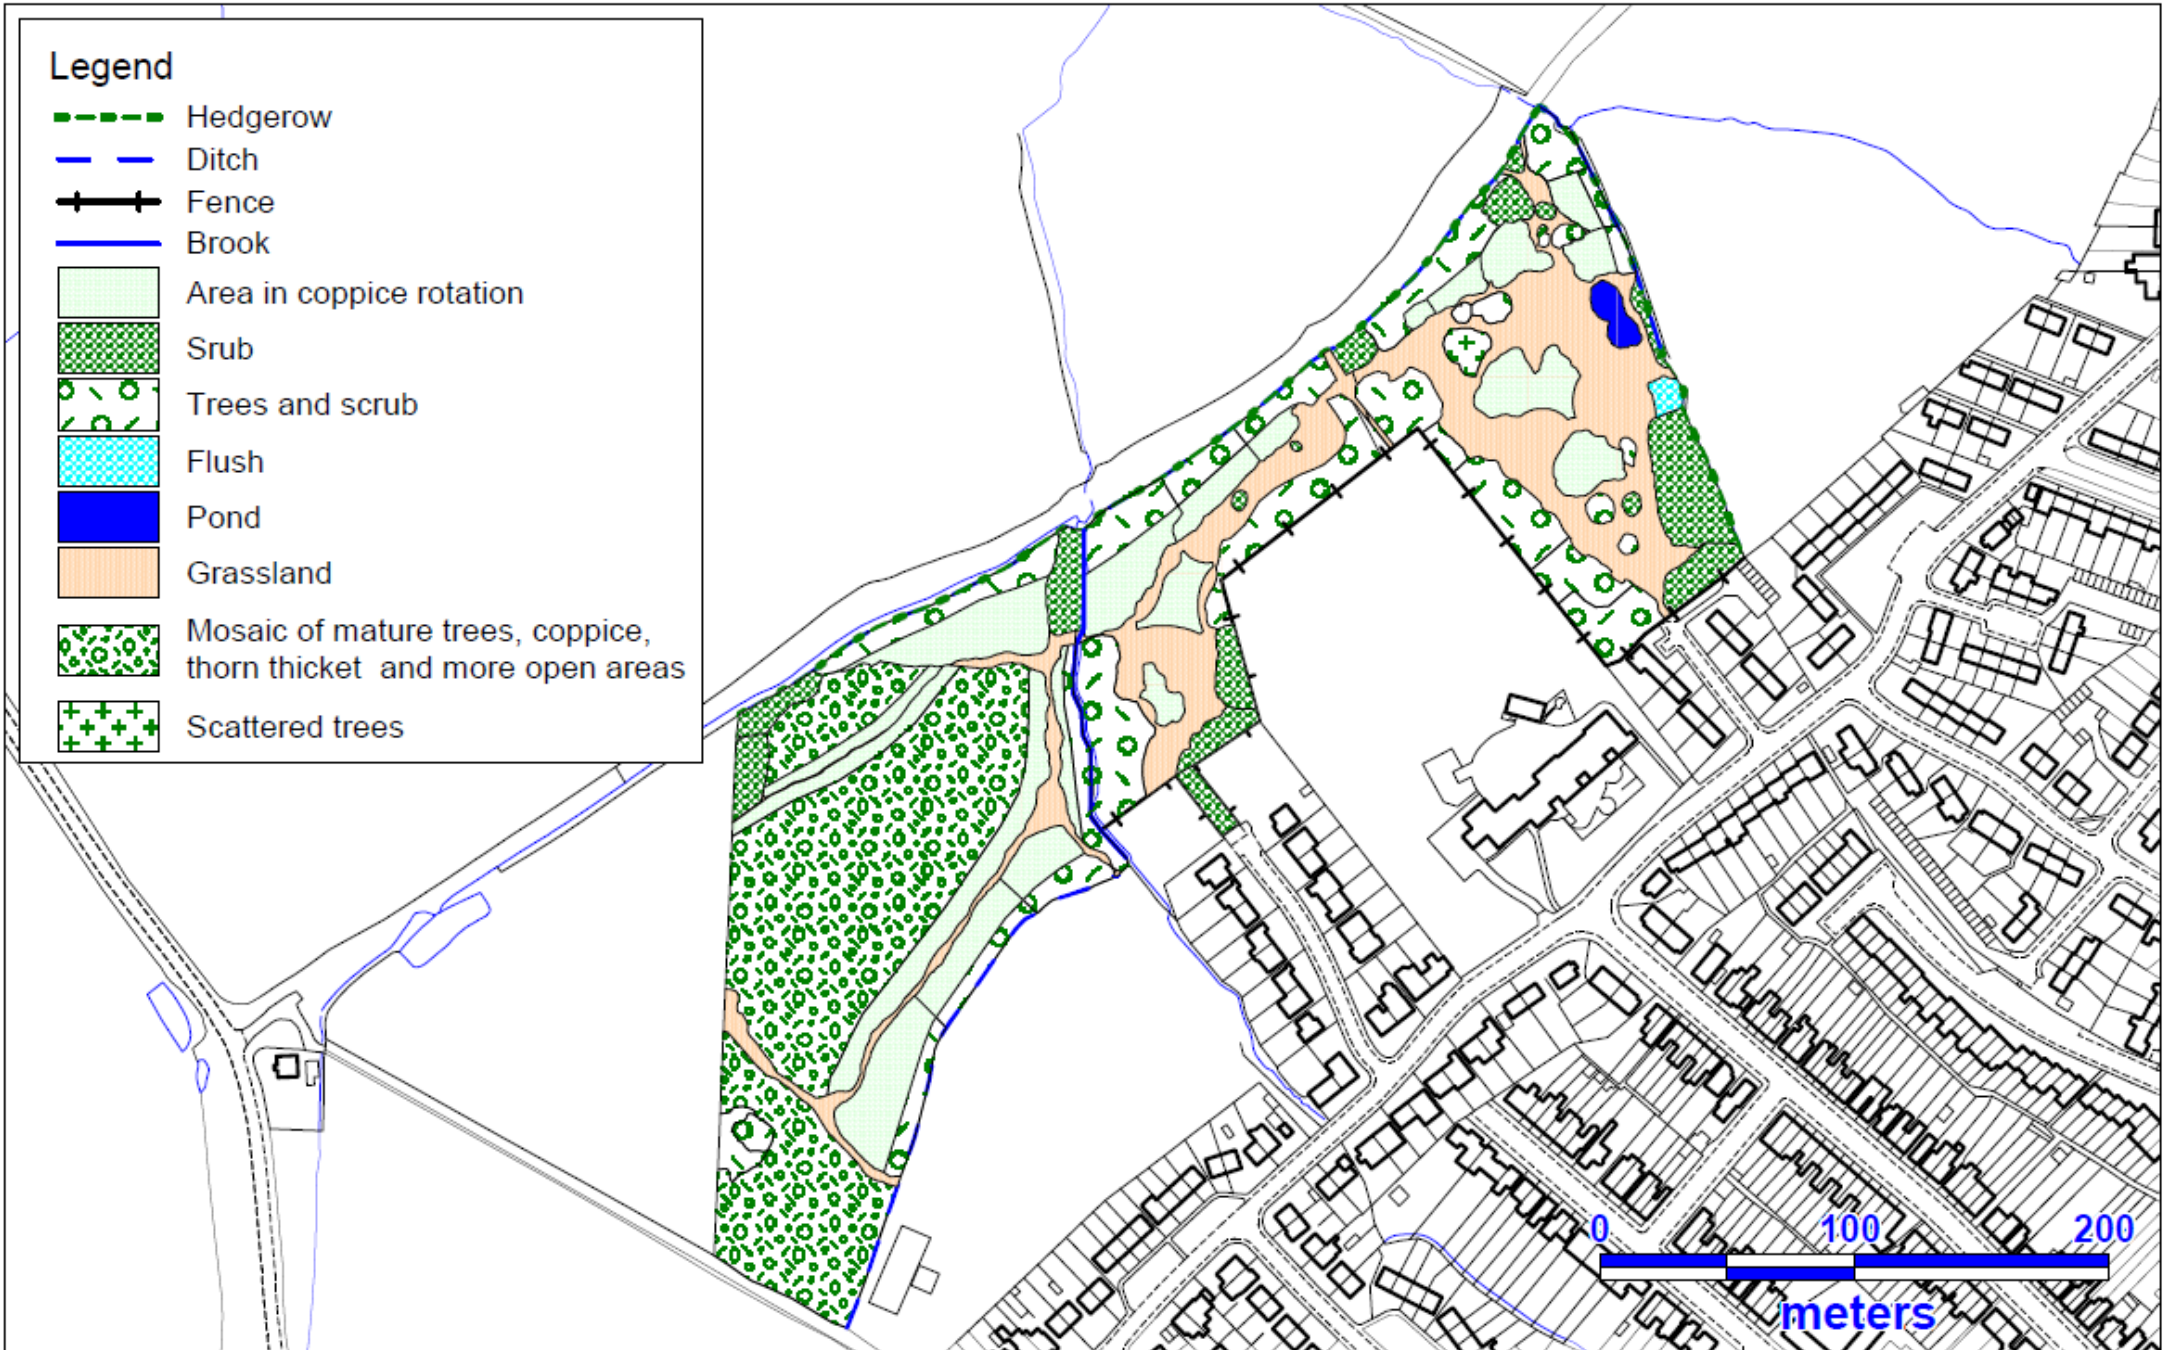 Legend
Hedgerow
Ditch
Fence
Brook
Area in coppice rotation
Srub
Trees and scrub
Flush
Pond
Grassland
Mosaic of mature trees, coppice,
thorn thicket and more open areas
Scattered trees
0 100 200
meters